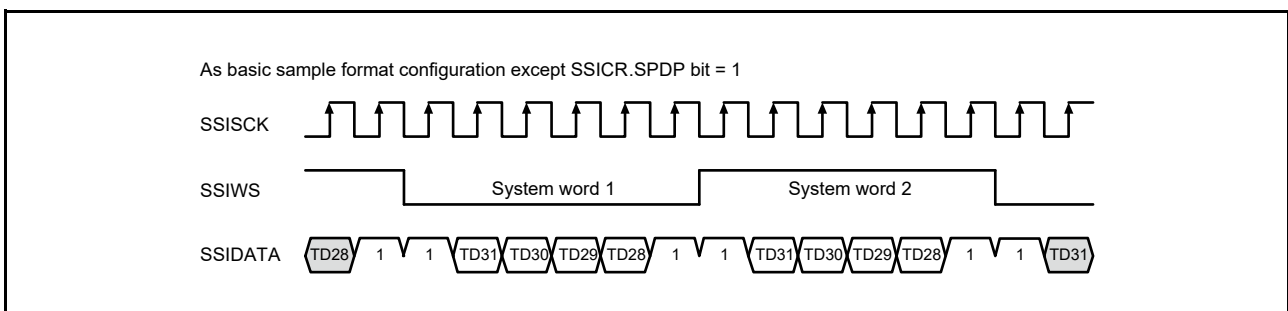 As basic sample format configuration except SSICR.SPDP bit = 1
SSISCK
SSIWS System word 1 System word 2
SSIDATA TD28 1 1 TD31 TD30 TD29 TD28 1 1 TD31 TD30 TD29 TD28 1 1 TD31